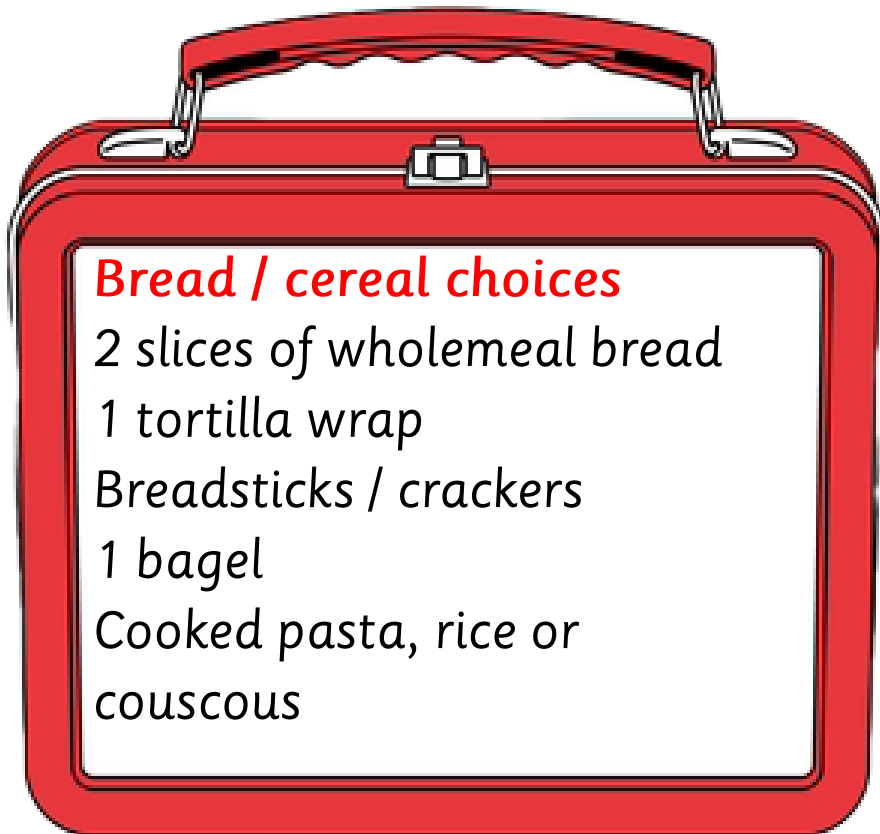 Bread / cereal choices
2 slices of wholemeal bread
1 tortilla wrap
Breadsticks / crackers
1 bagel
Cooked pasta, rice or
couscous